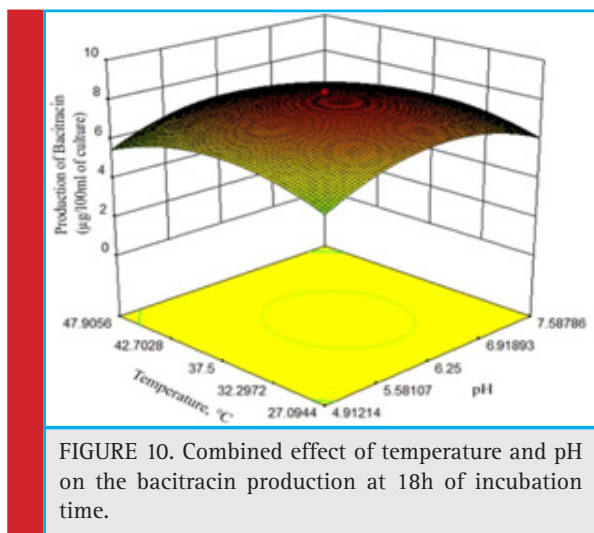 10
8
6
4
2
0
Production of Bacitracin
(µg/100ml of culture)
47.9056
42.7028
37.5
32.2972
27.0944
Temperature, °C
4.91214
5.58107
6.25
6.91893
7.58786
pH
FIGURE 10. Combined effect of temperature and pH
on the bacitracin production at 18h of incubation
time.